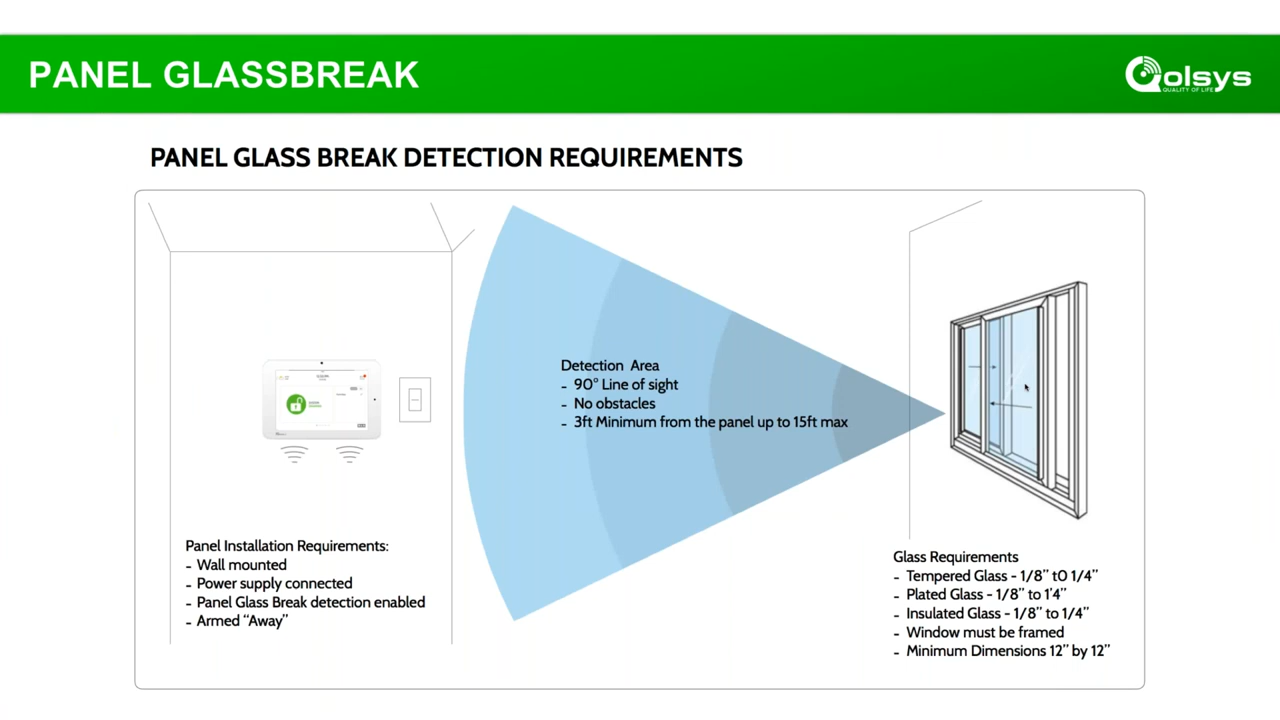 PANEL GLASSBREAK
Qolsys
QUALITY OF LIFE
PANEL GLASS BREAK DETECTION REQUIREMENTS
Detection Area
- 90° Line of sight
- No obstacles
- 3ft Minimum from the panel up to 15ft max
Panel Installation Requirements:
- Wall mounted
- Power supply connected
- Panel Glass Break detection enabled
- Armed “Away”
Glass Requirements
- Tempered Glass - 1/8” tO 1/4”
- Plated Glass - 1/8” to 1'4”
- Insulated Glass - 1/8” to 1/4”
- Window must be framed
- Minimum Dimensions 12” by 12”